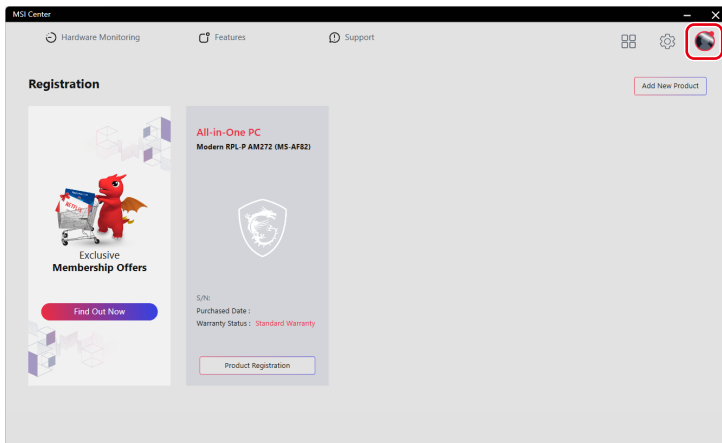 MSI Center
Hardware Monitoring
Features
Support
Registration
Add New Product
NETFLIX
Exclusive
Membership Offers
Find Out Now
All-in-One PC
Modern RPL-P AM272 (MS-AF82)
S/N:
Purchased Date :
Warranty Status : Standard Warranty
Product Registration